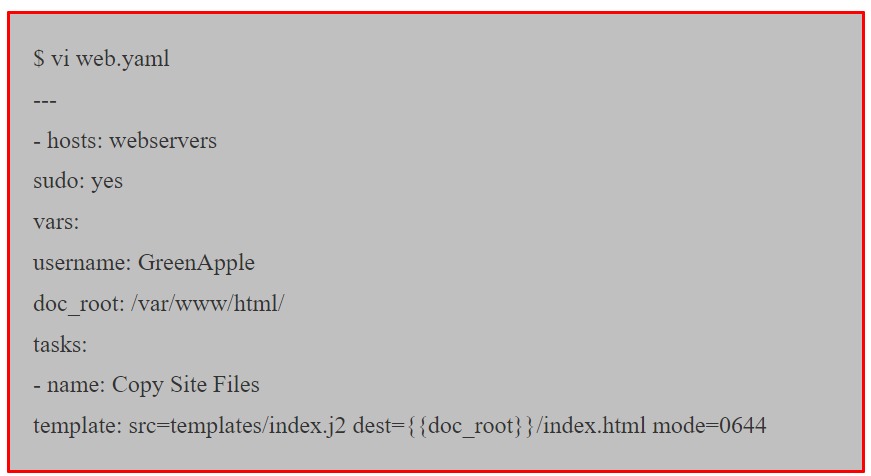 $ vi web.yaml
---
- hosts: webservers
sudo: yes
vars:
username: GreenApple
doc_root: /var/www/html/
tasks:
- name: Copy Site Files
template: src=templates/index.j2 dest={{doc_root}}/index.html mode=0644